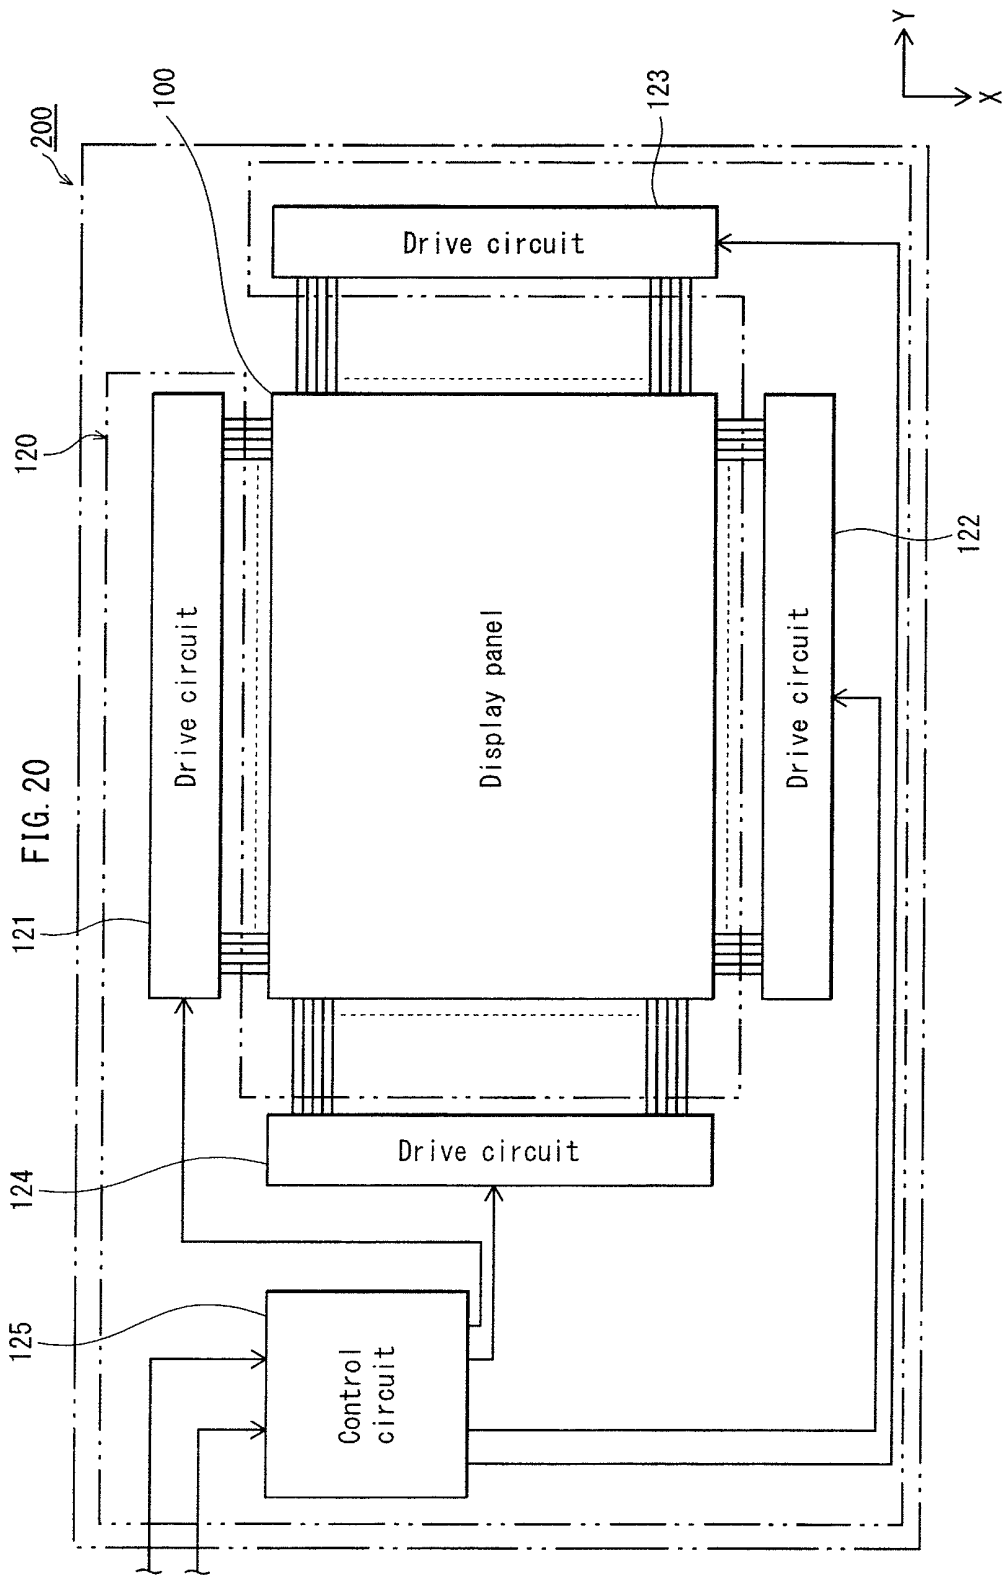 FIG. 20
200
120
121
Drive circuit
100
Display panel
123
Drive circuit
124
Drive circuit
122
Drive circuit
125
Control
circuit
Y
X